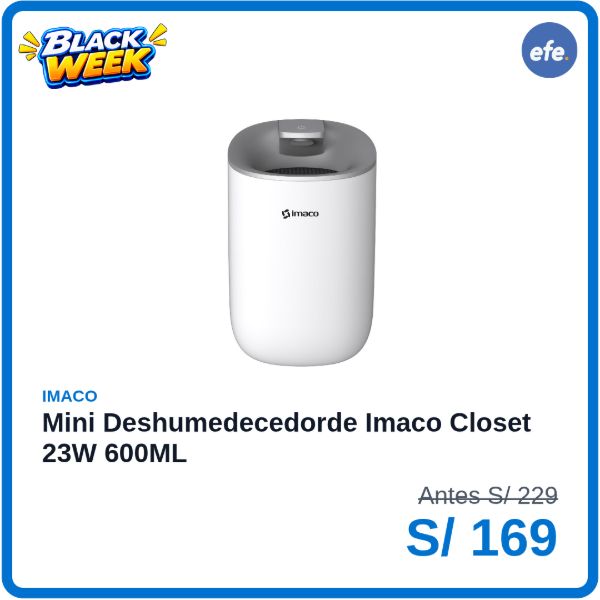 BLACK
WEEK
efe.
imaco
IMACO
Mini Deshumedecedorde Imaco Closet
23W 600ML
Antes S/ 229
S/ 169